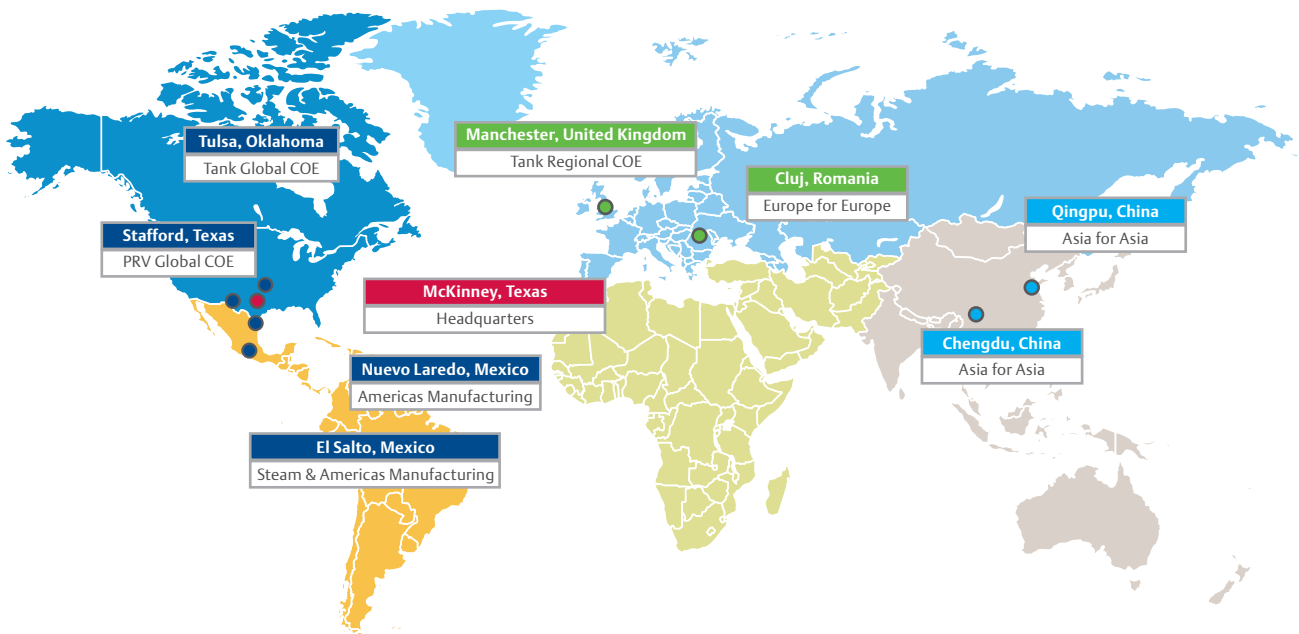 Tulsa, Oklahoma
Tank Global COE
Manchester, United Kingdom
Tank Regional COE
Cluj, Romania
Europe for Europe
Qingpu, China
Asia for Asia
Stafford, Texas
PRV Global COE
McKinney, Texas
Headquarters
Chengdu, China
Asia for Asia
Nuevo Laredo, Mexico
Americas Manufacturing
El Salto, Mexico
Steam & Americas Manufacturing